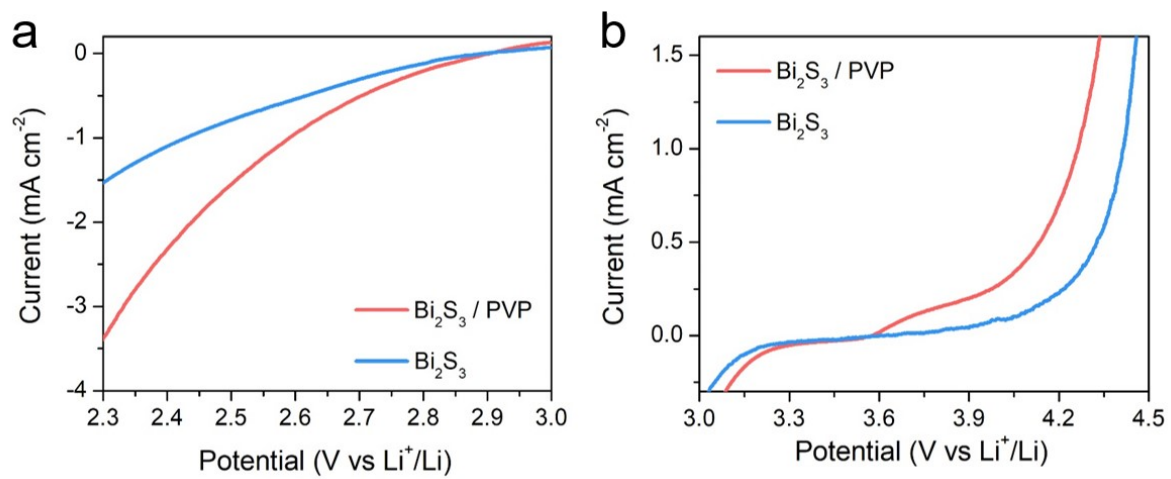 a
Current (mA cm⁻²)
0
-1
-2
-3
-4
2.3 2.4 2.5 2.6 2.7 2.8 2.9 3.0
Potential (V vs Li⁺/Li)
Bi₂S₃ / PVP
Bi₂S₃
b
Current (mA cm⁻²)
1.5
1.0
0.5
0.0
3.0 3.3 3.6 3.9 4.2 4.5
Potential (V vs Li⁺/Li)
Bi₂S₃ / PVP
Bi₂S₃